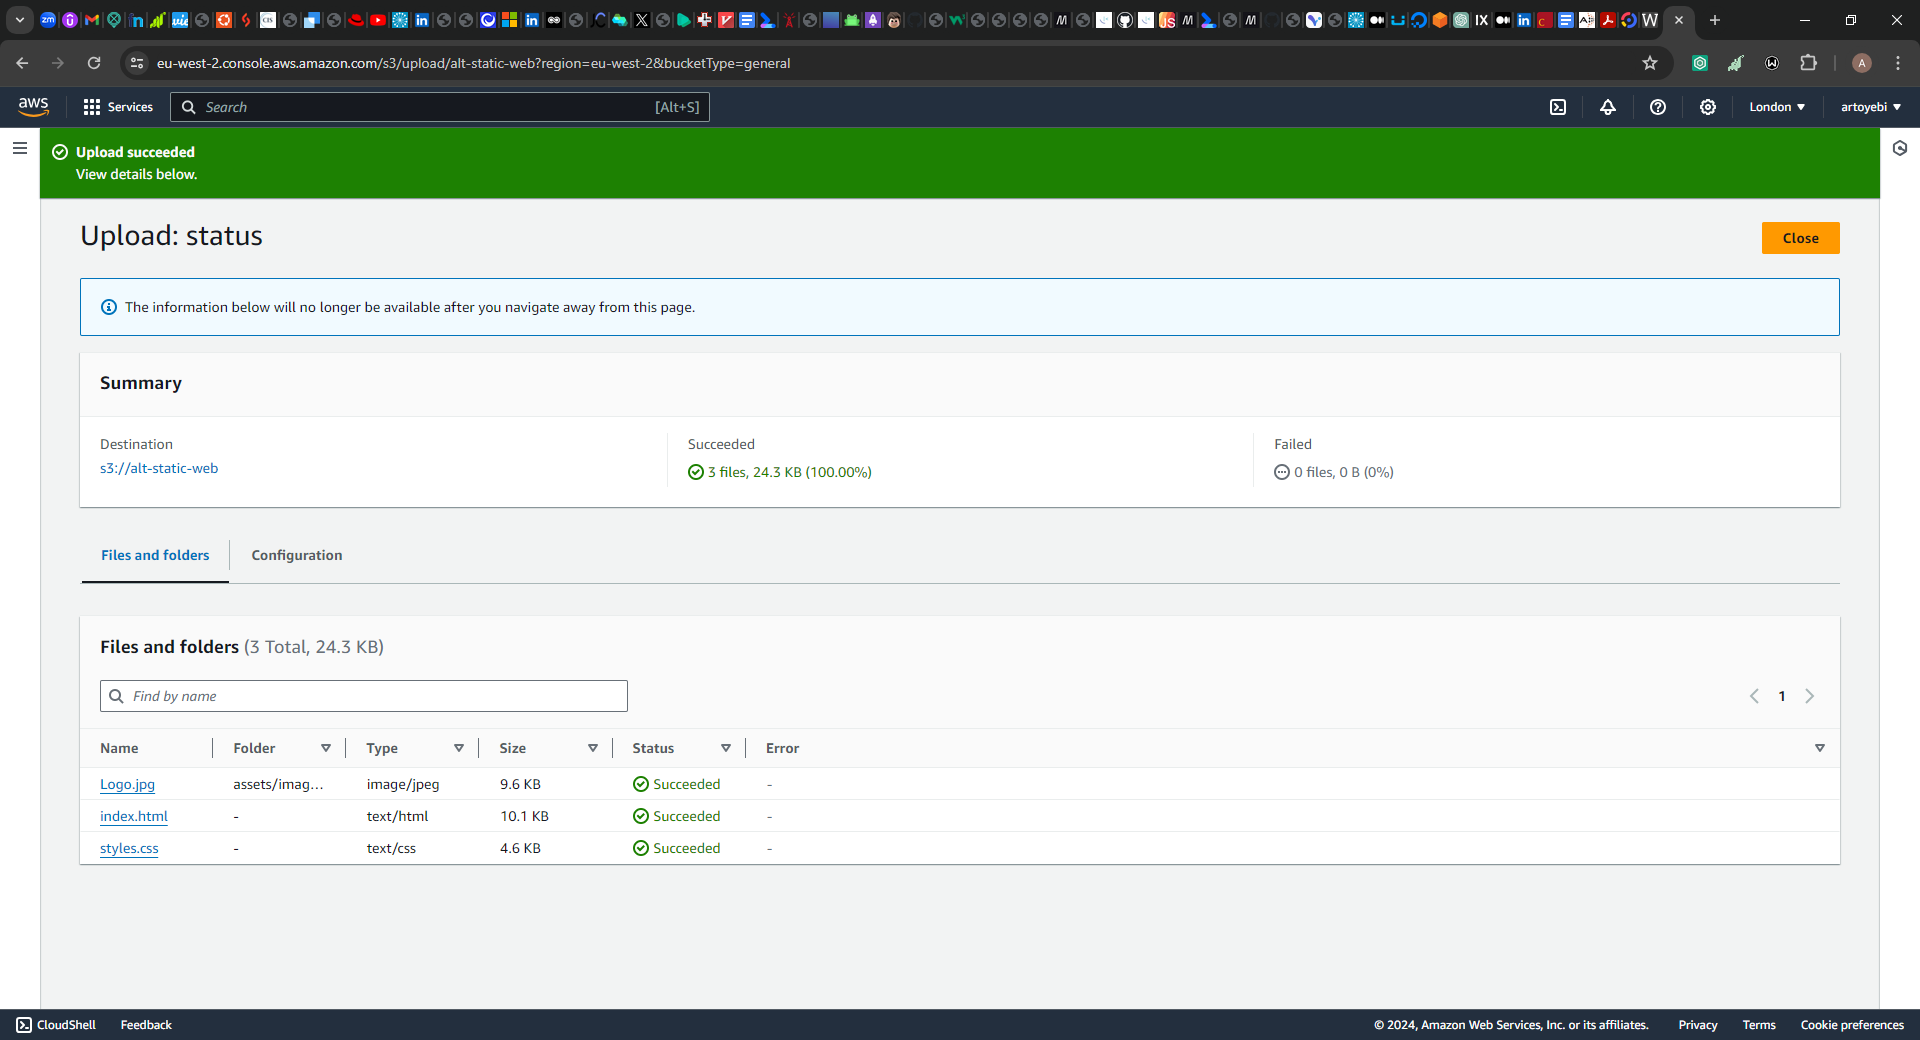 eu-west-2.console.aws.amazon.com/s3/upload/alt-static-web?region=eu-west-2&bucketType=general
A
aws
Services
Search
[Alt+S]
London
artoyebi
Upload succeeded
View details below.
Upload: status
Close
The information below will no longer be available after you navigate away from this page.
Summary
Destination
s3://alt-static-web
Succeeded
3 files, 24.3 KB (100.00%)
Failed
0 files, 0 B (0%)
Files and folders
Configuration
Files and folders (3 Total, 24.3 KB)
Find by name
1
Name Folder Type Size Status Error
Logo.jpg assets/imag... image/jpeg 9.6 KB Succeeded -
index.html - text/html 10.1 KB Succeeded -
styles.css - text/css 4.6 KB Succeeded -
CloudShell
Feedback
© 2024, Amazon Web Services, Inc. or its affiliates.
Privacy
Terms
Cookie preferences